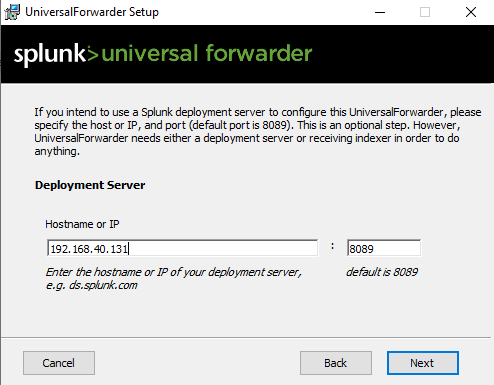 UniversalForwarder Setup
splunk> universal forwarder
If you intend to use a Splunk deployment server to configure this UniversalForwarder, please
specify the host or IP, and port (default port is 8089). This is an optional step. However,
UniversalForwarder needs either a deployment server or receiving indexer in order to do
anything.
Deployment Server
Hostname or IP
192.168.40.131 : 8089
Enter the hostname or IP of your deployment server, default is 8089
e.g. ds.splunk.com
Cancel Back Next